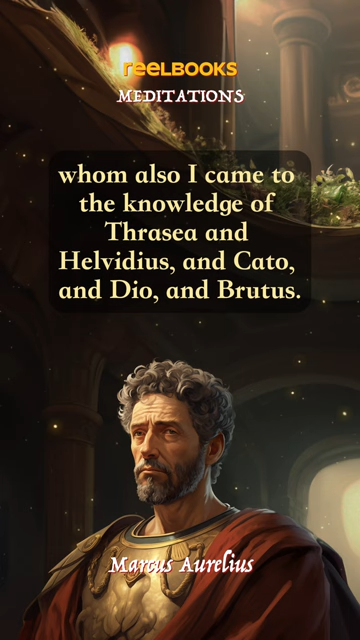 reelBOOKS
MEDITATIONS
whom also I came to
the knowledge of
Thrasea and
Helvidius, and Cato,
and Dio, and Brutus.
Marcus Aurelius